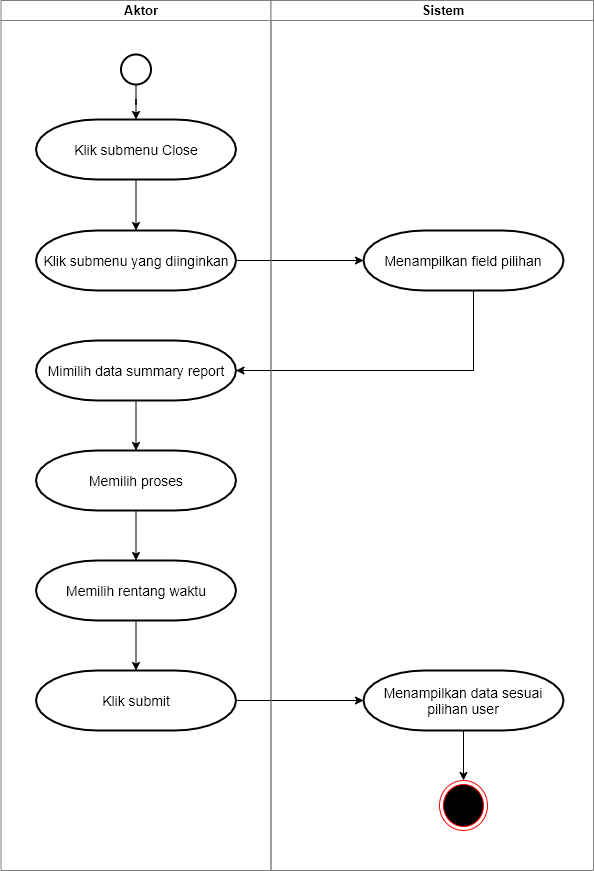 Aktor
Sistem
Klik submenu Close
Klik submenu yang diinginkan
Menampilkan field pilihan
Mimilih data summary report
Memilih proses
Memilih rentang waktu
Klik submit
Menampilkan data sesuai
pilihan user